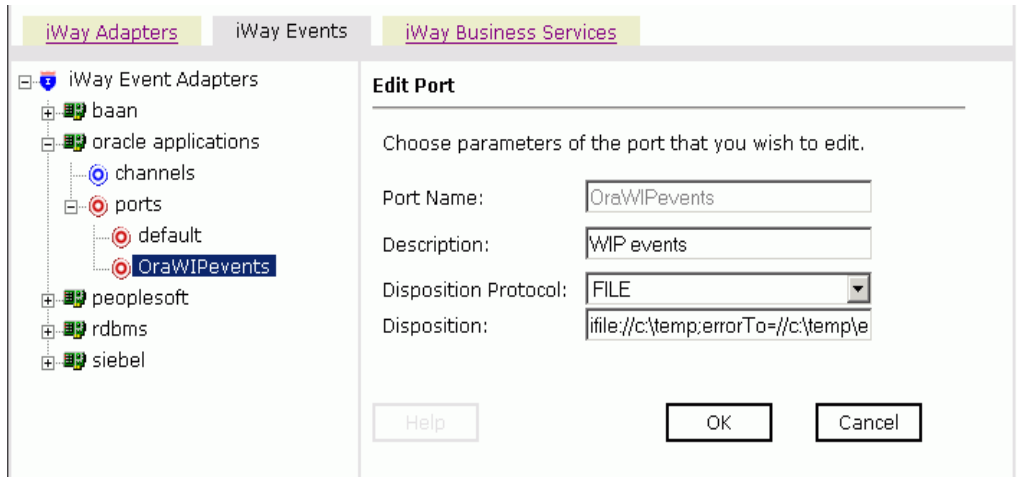 iWay Adapters iWay Events iWay Business Services
iWay Event Adapters
baan
oracle applications
channels
ports
default
OraWIPevents
peoplesoft
rdbms
siebel
Edit Port
Choose parameters of the port that you wish to edit.
Port Name: OraWIPevents
Description: WIP events
Disposition Protocol: FILE
Disposition: ifile://c:\temp;errorTo=//c:\temp\e
Help OK Cancel